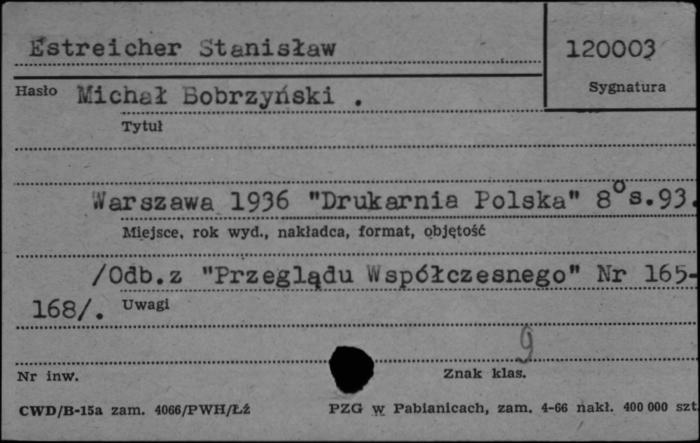 Estreicher Stanisław
120003
Sygnatura
Hasło Michał Bobrzyński .
Tytuł
Warszawa 1936 "Drukarnia Polska" 8° s.93.
Miejsce, rok wyd., nakładca, format, objętość
/Odb.z "Przeglądu Współczesnego" Nr 165-
168/. Uwagi
9
Nr inw.
Znak klas.
CWD/B-15a zam. 4066/PWH/Łź
PZG w Pabianicach, zam. 4-66 nakł. 400 000 szt.